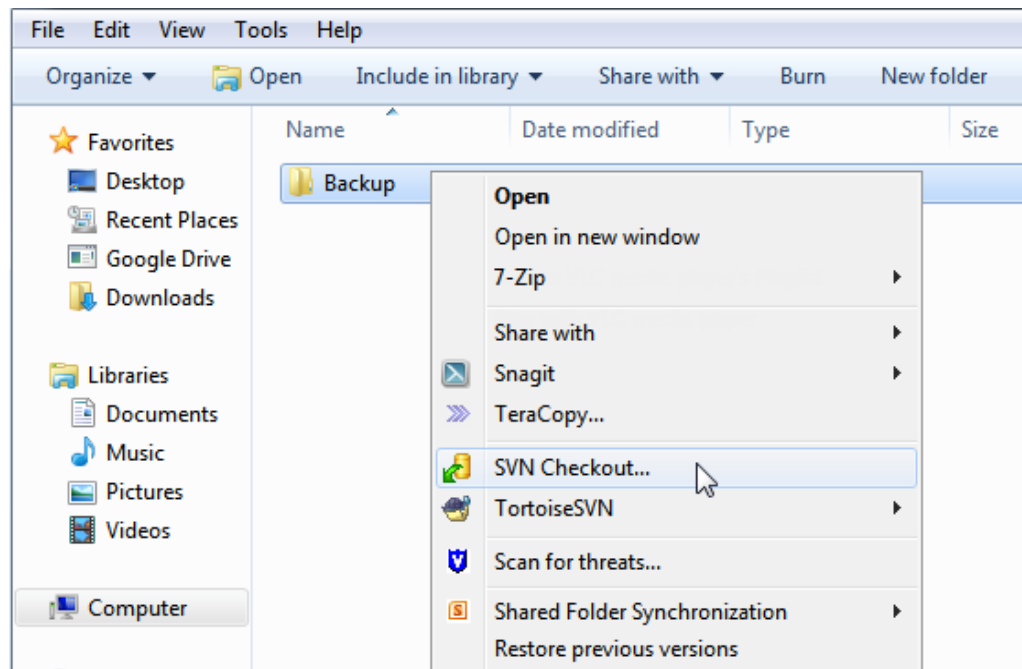 File Edit View Tools Help
Organize Open Include in library Share with Burn New folder
Name Date modified Type Size
Favorites
Desktop
Recent Places
Google Drive
Downloads
Libraries
Documents
Music
Pictures
Videos
Computer
Backup
Open
Open in new window
7-Zip
Share with
Snagit
TeraCopy...
SVN Checkout...
TortoiseSVN
Scan for threats...
Shared Folder Synchronization
Restore previous versions